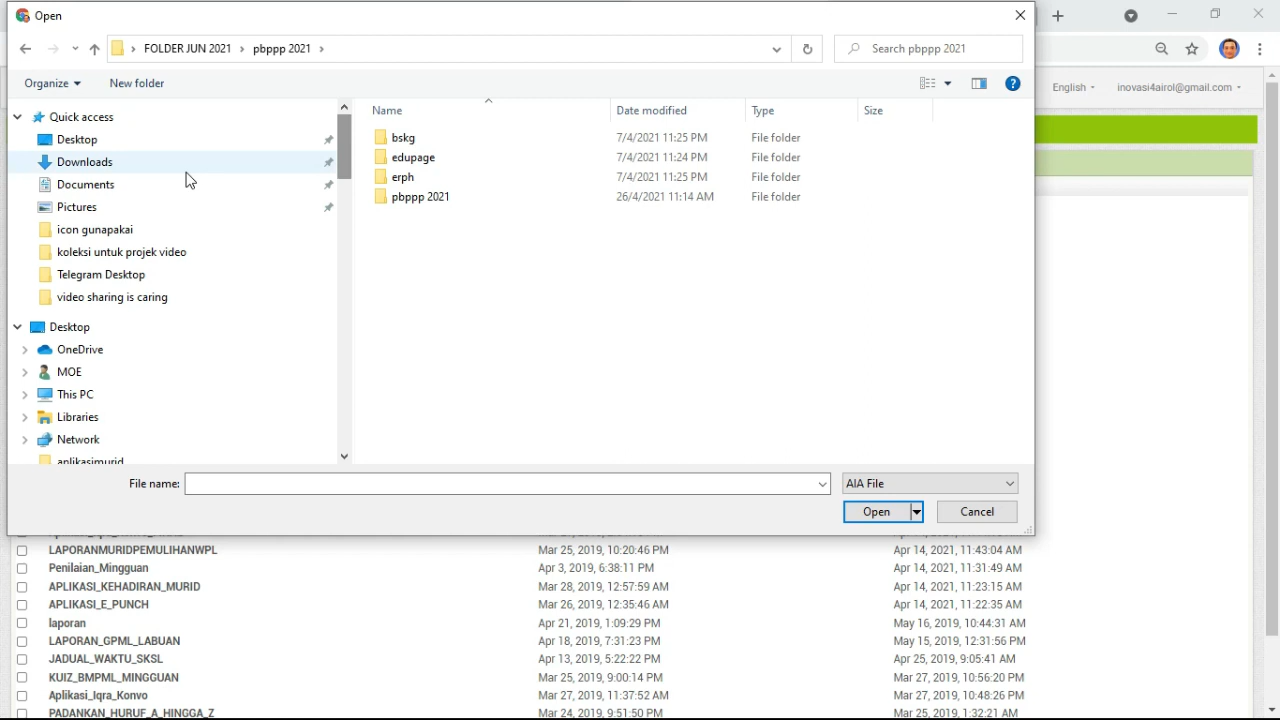 Open
FOLDER JUN 2021 › pbppp 2021 ›
Search pbppp 2021
Organize
New folder
English
inovasi4airol@gmail.com
Name
Date modified
Type
Size
Quick access
Desktop
Downloads
Documents
Pictures
icon gunapakai
koleksi untuk projek video
Telegram Desktop
video sharing is caring
Desktop
OneDrive
MOE
This PC
Libraries
Network
aplikasimurid
bskg 7/4/2021 11:25 PM File folder
edupage 7/4/2021 11:24 PM File folder
erph 7/4/2021 11:25 PM File folder
pbppp 2021 26/4/2021 11:14 AM File folder
File name:
AIA File
Open
Cancel
LAPORANMURIDPEMULIHANWPL Mar 25, 2019, 10:20:46 PM Apr 14, 2021, 11:43:04 AM
Penilaian_Mingguan Apr 3, 2019, 6:38:11 PM Apr 14, 2021, 11:31:49 AM
APLIKASI_KEHADIRAN_MURID Mar 28, 2019, 12:57:59 AM Apr 14, 2021, 11:23:15 AM
APLIKASI_E_PUNCH Mar 26, 2019, 12:35:46 AM Apr 14, 2021, 11:22:35 AM
laporan Apr 21, 2019, 1:09:29 PM May 16, 2019, 10:44:31 AM
LAPORAN_GPML_LABUAN Apr 18, 2019, 7:31:23 PM May 15, 2019, 12:31:56 PM
JADUAL_WAKTU_SKSL Apr 13, 2019, 5:22:22 PM Apr 25, 2019, 9:05:41 AM
KUIZ_BMPML_MINGGUAN Mar 25, 2019, 9:00:14 PM Mar 27, 2019, 10:56:20 PM
Aplikasi_Iqra_Konvo Mar 27, 2019, 11:37:52 AM Mar 27, 2019, 10:48:26 PM
PADANKAN_HURUF_A_HINGGA_Z Mar 24, 2019, 9:51:50 PM Mar 25, 2019, 1:32:21 AM